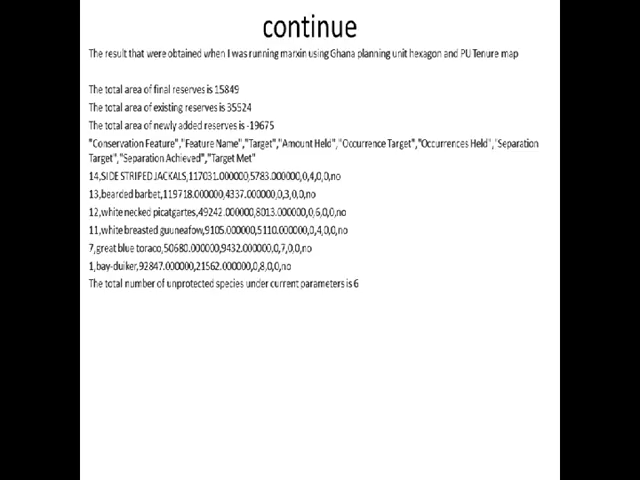 continue
The result that were obtained when I was running marxin using Ghana planning unit hexagon and PU Tenure map
The total area of final reserves is 15849
The total area of existing reserves is 35524
The total area of newly added reserves is -19675
"Conservation Feature","Feature Name","Target","Amount Held","Occurrence Target","Occurrences Held","Separation
Target","Separation Achieved","Target Met"
14,SIDE STRIPED JACKALS,117031.000000,5783.000000,0,4,0,0,no
13,bearded barbet,119718.000000,4337.000000,0,3,0,0,no
12,white necked picatgartes,49242.000000,8013.000000,0,6,0,0,no
11,white breasted guuneafow,9105.000000,5110.000000,0,4,0,0,no
7,great blue toraco,50680.000000,9432.000000,0,7,0,0,no
1,bay-duiker,92847.000000,21562.000000,0,8,0,0,no
The total number of unprotected species under current parameters is 6